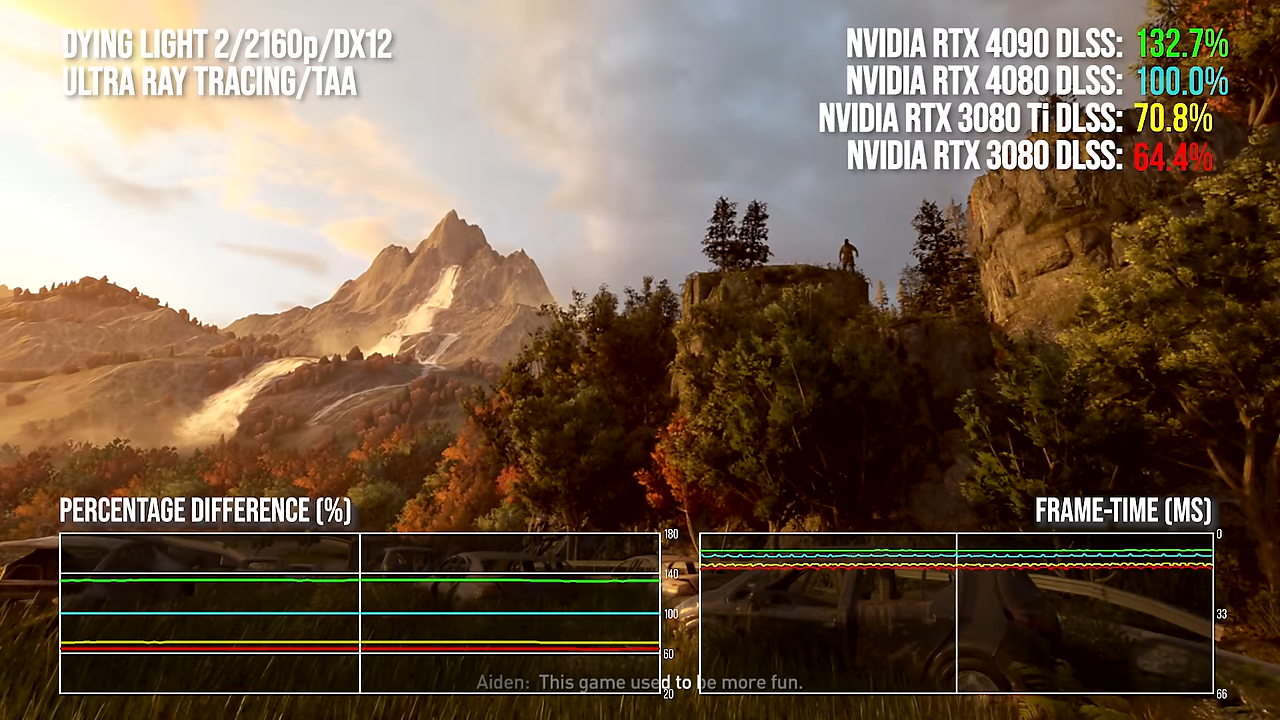 DYING LIGHT 2/2160p/DX12
ULTRA RAY TRACING/TAA
NVIDIA RTX 4090 DLSS: 132.7%
NVIDIA RTX 4080 DLSS: 100.0%
NVIDIA RTX 3080 Ti DLSS: 70.8%
NVIDIA RTX 3080 DLSS: 64.4%
PERCENTAGE DIFFERENCE (%)
180
140
100
60
20
FRAME-TIME (MS)
0
33
66
Aiden: This game used to be more fun.